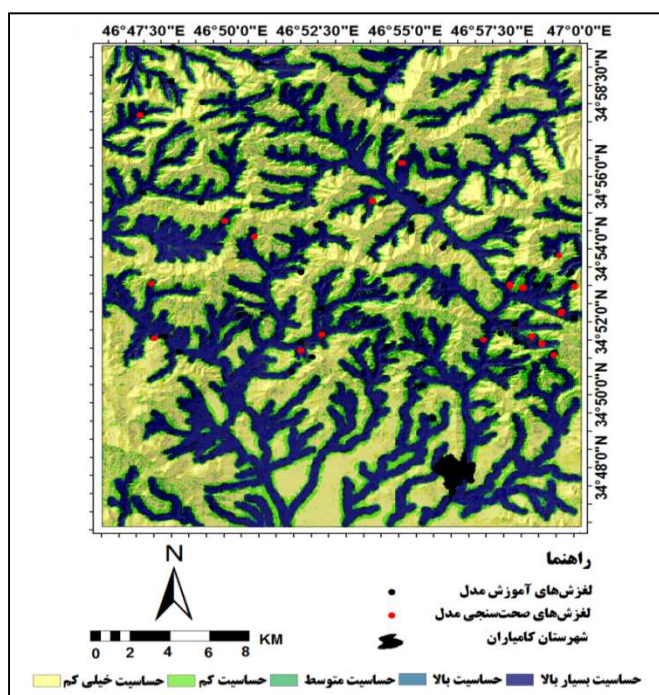 46°47'30"E 46°50'0"E 46°52'30"E 46°55'0"E 46°57'30"E 47°0'0"E
34°58'30"N
34°56'0"N
34°54'0"N
34°52'0"N
34°50'0"N
34°48'0"N
N
0 2 4 6 8 KM
راهنما
لغزش‌های آموزش مدل
لغزش‌های صحت‌سنجی مدل
شهرستان کامیاران
حساسیت بسیار بالا حساسیت بالا حساسیت متوسط حساسیت کم حساسیت خیلی کم